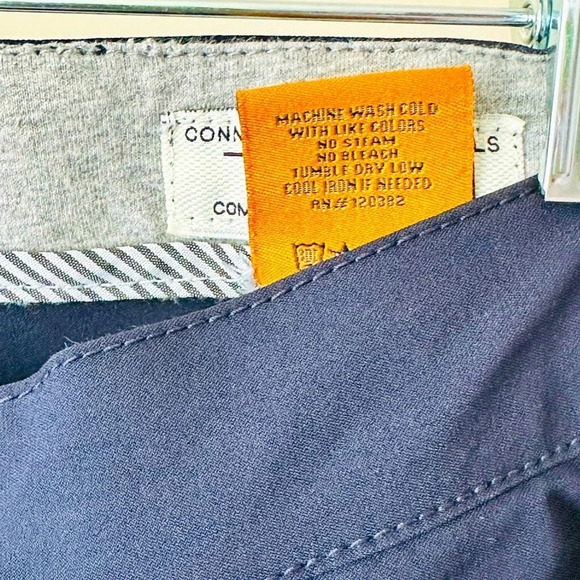 CONN
LS
COM
MACHINE WASH COLD
WITH LIKE COLORS
NO STEAM
NO BLEACH
TUMBLE DRY LOW
COOL IRON IF NEEDED
RN# 120382